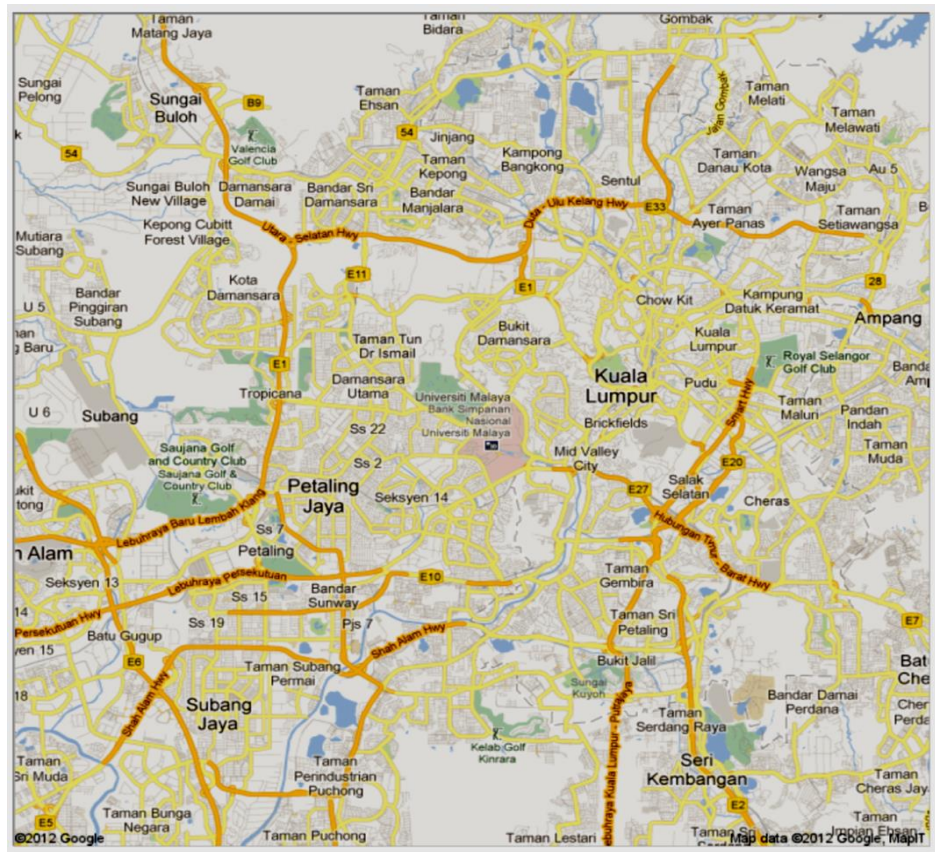 Taman
Matang Jaya
Taman
Bidara
Gombak
Sungai
Pelong
Sungai
Buloh
B9
Taman
Ehsan
Jalan Gombak
Taman
Melati
Taman
Melawati
k
54
Valencia
Golf Club
54
Jinjang
Kampong
Bangkong
Taman
Kepong
Taman
Danau Kota
Wangsa
Maju
Au 5
Sungai Buloh
New Village
Damansara
Damai
Bandar Sri
Damansara
Bandar
Manjalara
Sentul
Duta - Ulu Kelang Hwy
E33
Taman
Ayer Panas
Taman
Setiawangsa
B
Kepong Cubitt
Forest Village
Utara - Selatan Hwy
Mutiara
Subang
E11
E1
28
Kota
Damansara
U 5
Bandar
Pinggiran
Subang
Chow Kit
Kampung
Datuk Keramat
Ampang
g Baru
Taman Tun
Dr Ismail
Bukit
Damansara
Kuala
Lumpur
E1
Royal Selangor
Golf Club
Tropicana
Damansara
Utama
Kuala
Lumpur
Pudu
U 6
Subang
Universiti Malaya
Bank Simpanan
Nasional
Universiti Malaya
Smart Hwy
Taman
Maluri
Pandan
Indah
Brickfields
Ss 22
Saujana Golf
and Country Club
Saujana Golf &
Country Club
Ss 2
Mid Valley
City
E20
Taman
Muda
Petaling
Jaya
Seksyen 14
E27
Salak
Selatan
Cheras
Lebuhraya Baru Lembah Klang
Ss 7
Hubungan Timur Barat Hwy
Alam
Petaling
Seksyen 13
Lebuhraya Persekutuan
E10
Taman
Gembira
Ss 15
Bandar
Sunway
14
Persekutuan Hwy
Ss 19
Pjs 7
Taman Sri
Petaling
E7
en 15
Batu Gugup
Shah Alam Hwy
E6
Taman Subang
Permai
Bukit Jalil
Sungai
Kuyoh
18
Shah Alam Hwy
Subang
Jaya
Bandar Damai
Perdana
Taman
Serdang Raya
Kelab Golf
Kinrara
Lebuhraya Kuala Lumpur - Putrajaya
Taman
Sri Muda
Taman
Perindustrian
Puchong
Seri
Kembangan
Taman
Cheras Jay
E5
Taman Bunga
Negara
E2
Taman
Impian Ehsan
Taman Puchong
Taman Lestari
©2012 Google
Map data ©2012 Google, MapIT